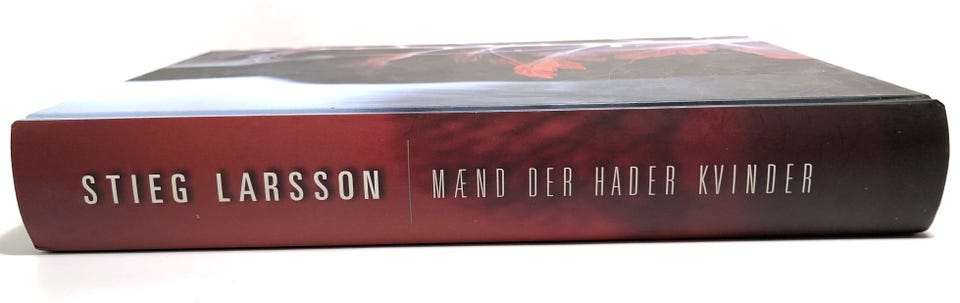 STIEG LARSSON | MÆND DER HADER KVINDER